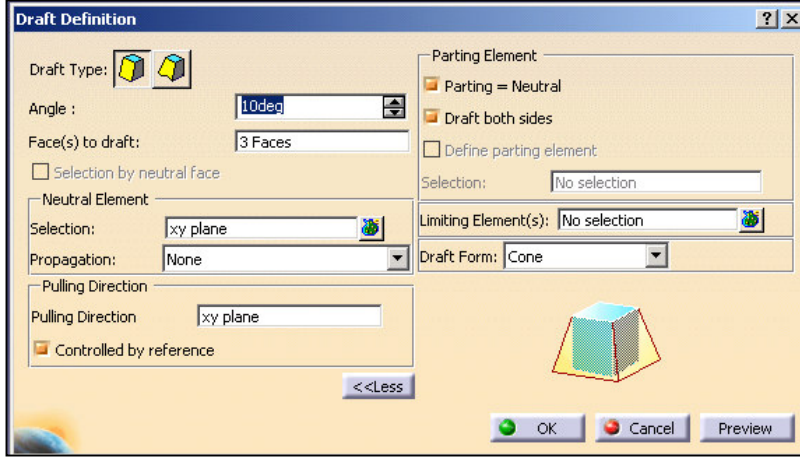 Draft Definition
Draft Type:
Angle :
10deg
Face(s) to draft:
3 Faces
Selection by neutral face
Neutral Element
Selection:
xy plane
Propagation:
None
Pulling Direction
Pulling Direction
xy plane
Controlled by reference
<<Less
Parting Element
Parting = Neutral
Draft both sides
Define parting element
Selection:
No selection
Limiting Element(s):
No selection
Draft Form:
Cone
OK
Cancel
Preview